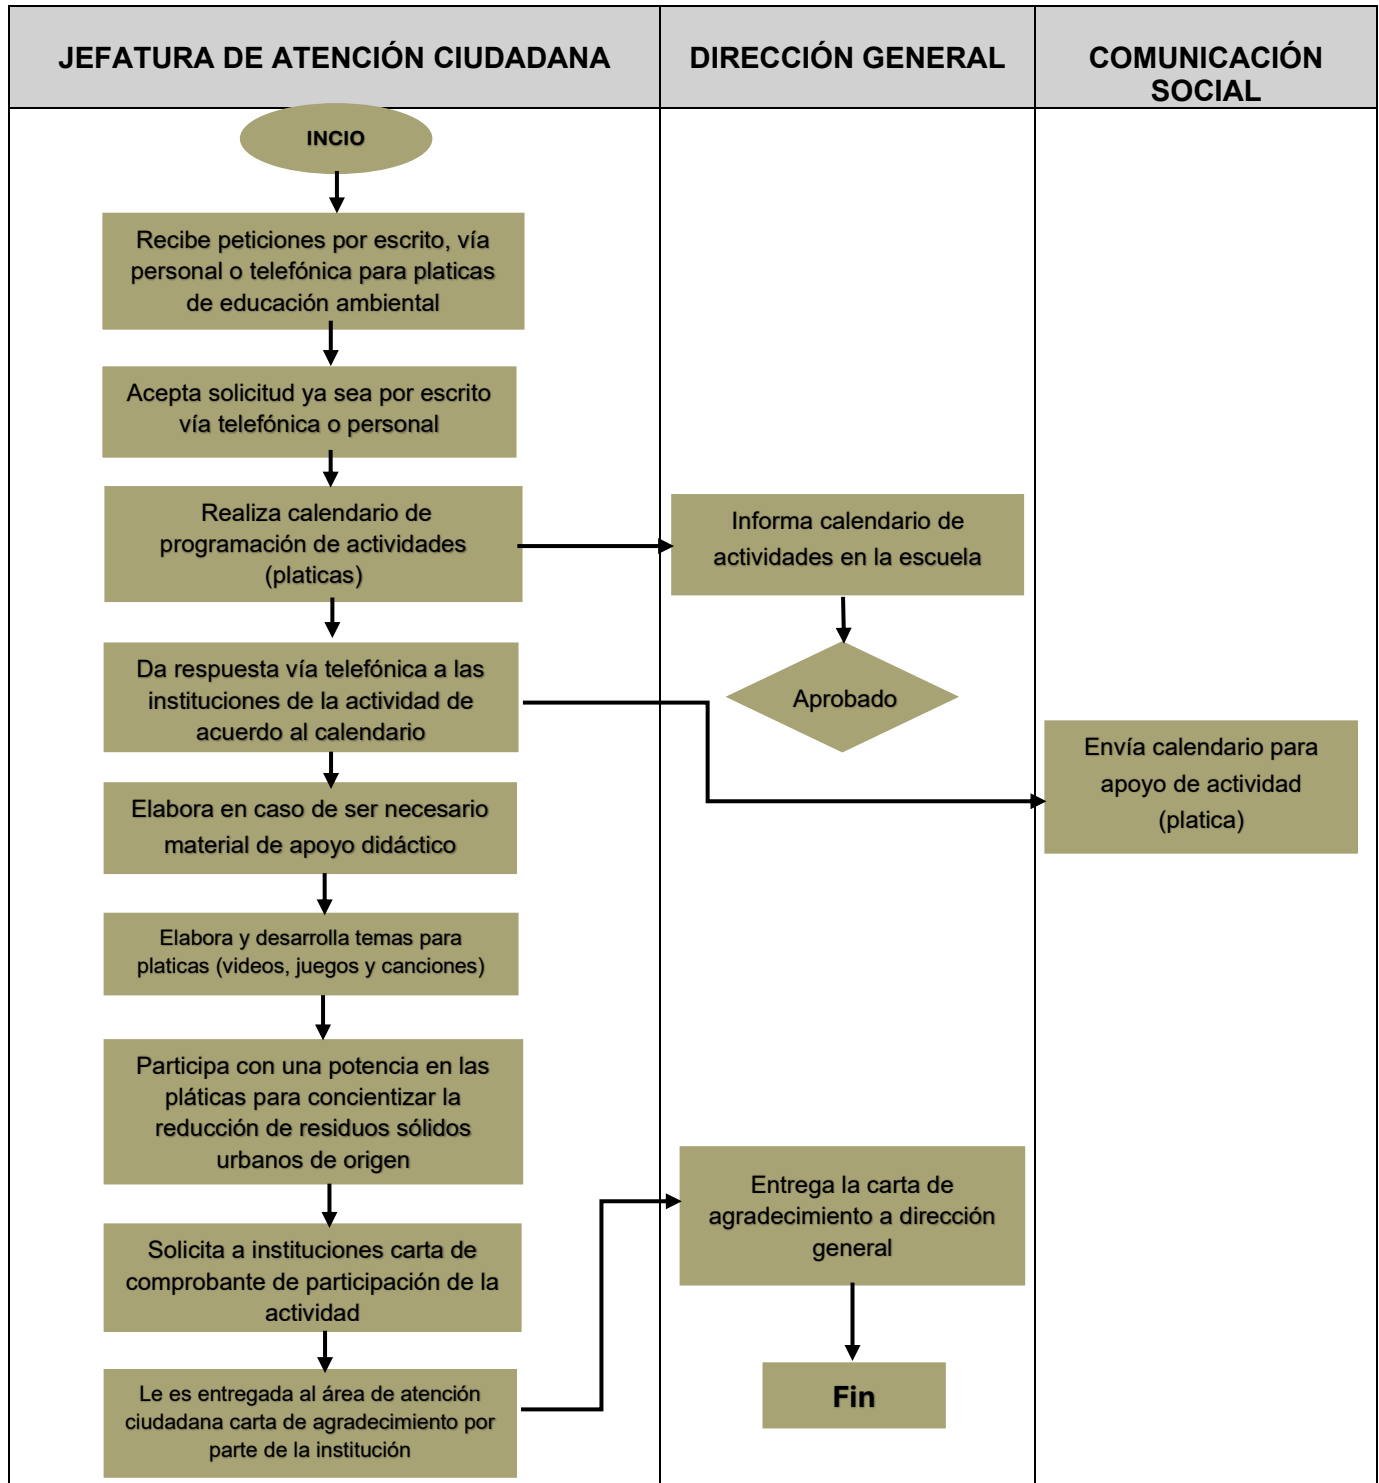 JEFATURA DE ATENCIÓN CIUDADANA
DIRECCIÓN GENERAL
COMUNICACIÓN
SOCIAL
INCIO
Recibe peticiones por escrito, vía
personal o telefónica para platicas
de educación ambiental
Acepta solicitud ya sea por escrito
vía telefónica o personal
Realiza calendario de
programación de actividades
(platicas)
Informa calendario de
actividades en la escuela
Aprobado
Da respuesta vía telefónica a las
instituciones de la actividad de
acuerdo al calendario
Envía calendario para
apoyo de actividad
(platica)
Elabora en caso de ser necesario
material de apoyo didáctico
Elabora y desarrolla temas para
platicas (videos, juegos y canciones)
Participa con una potencia en las
pláticas para concientizar la
reducción de residuos sólidos
urbanos de origen
Solicita a instituciones carta de
comprobante de participación de la
actividad
Le es entregada al área de atención
ciudadana carta de agradecimiento por
parte de la institución
Entrega la carta de
agradecimiento a dirección
general
Fin